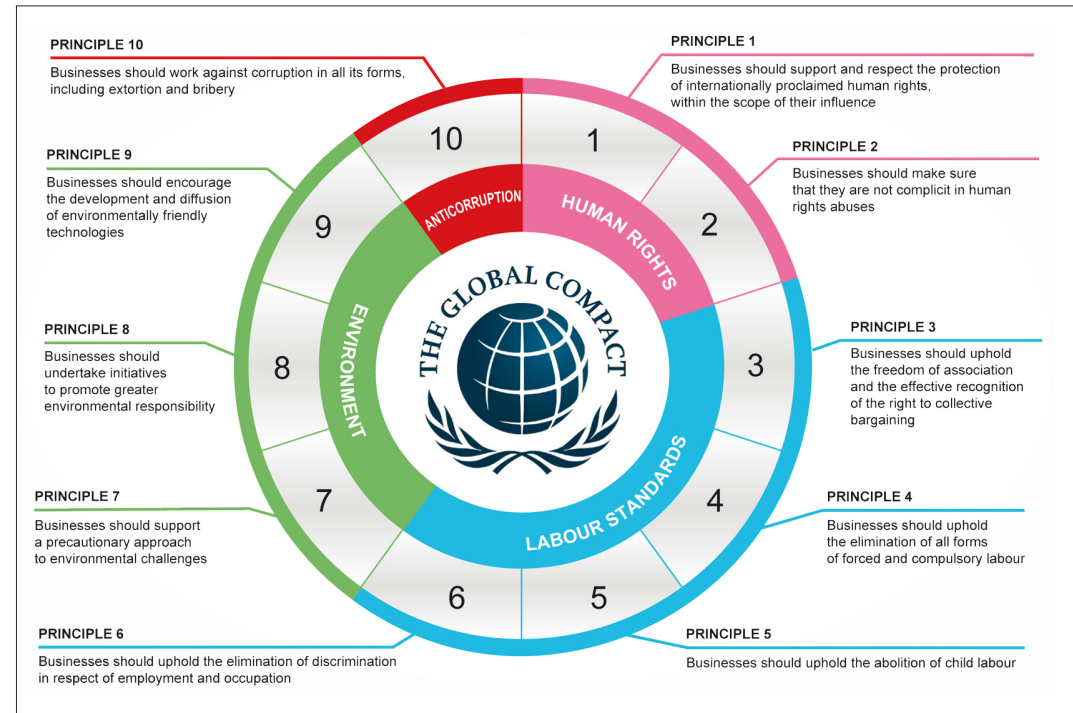 PRINCIPLE 10
Businesses should work against corruption in all its forms,
including extortion and bribery
PRINCIPLE 1
Businesses should support and respect the protection
of internationally proclaimed human rights,
within the scope of their influence
PRINCIPLE 9
Businesses should encourage
the development and diffusion
of environmentally friendly
technologies
PRINCIPLE 2
Businesses should make sure
that they are not complicit in human
rights abuses
PRINCIPLE 8
Businesses should
undertake initiatives
to promote greater
environmental responsibility
PRINCIPLE 3
Businesses should uphold
the freedom of association
and the effective recognition
of the right to collective
bargaining
PRINCIPLE 7
Businesses should support
a precautionary approach
to environmental challenges
PRINCIPLE 4
Businesses should uphold
the elimination of all forms
of forced and compulsory labour
PRINCIPLE 6
Businesses should uphold the elimination of discrimination
in respect of employment and occupation
PRINCIPLE 5
Businesses should uphold the abolition of child labour
10
1
2
3
4
5
6
7
8
9
ANTICORRUPTION
HUMAN RIGHTS
LABOUR STANDARDS
ENVIRONMENT
THE GLOBAL COMPACT